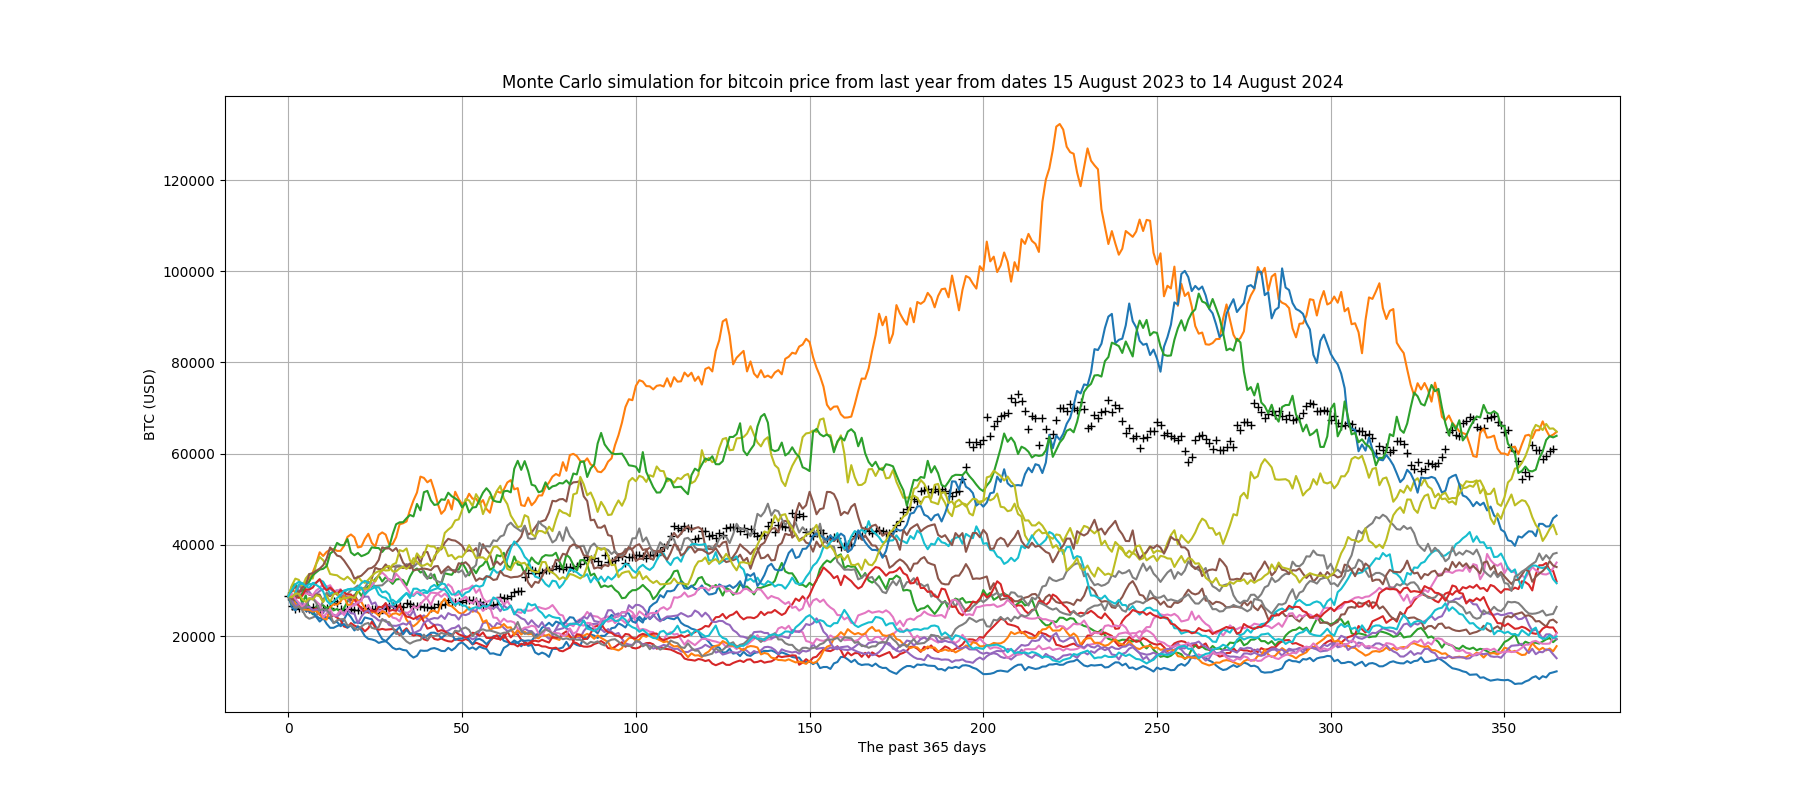 Monte Carlo simulation for bitcoin price from last year from dates 15 August 2023 to 14 August 2024
120000
100000
80000
60000
40000
20000
BTC (USD)
0 50 100 150 200 250 300 350
The past 365 days